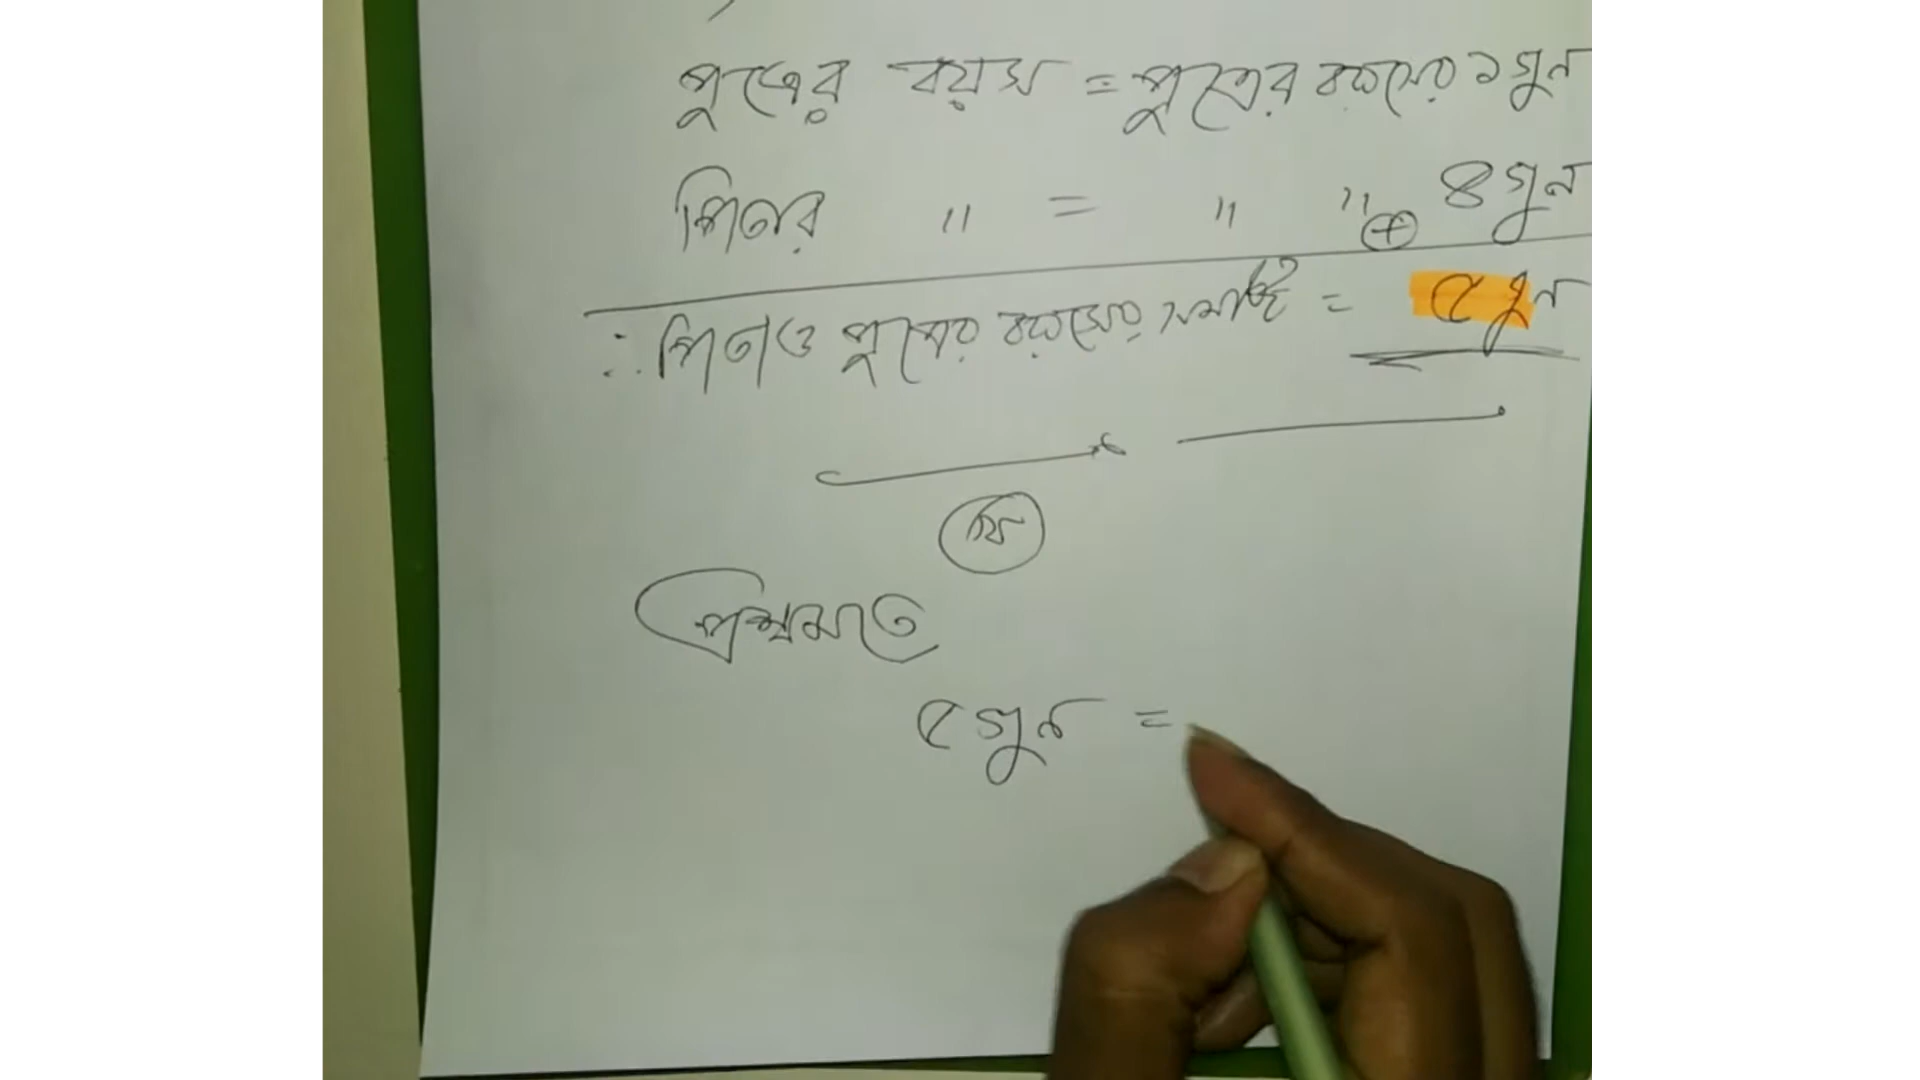 পুত্রের বয়স = পুত্রের বয়সের ১ গুন
পিতার " = " " ৪ গুন
+
∴ পিতা ও পুত্রের বয়সের সমষ্টি = ৫ গুন
খ
প্রশ্নমতে
৫ গুন =